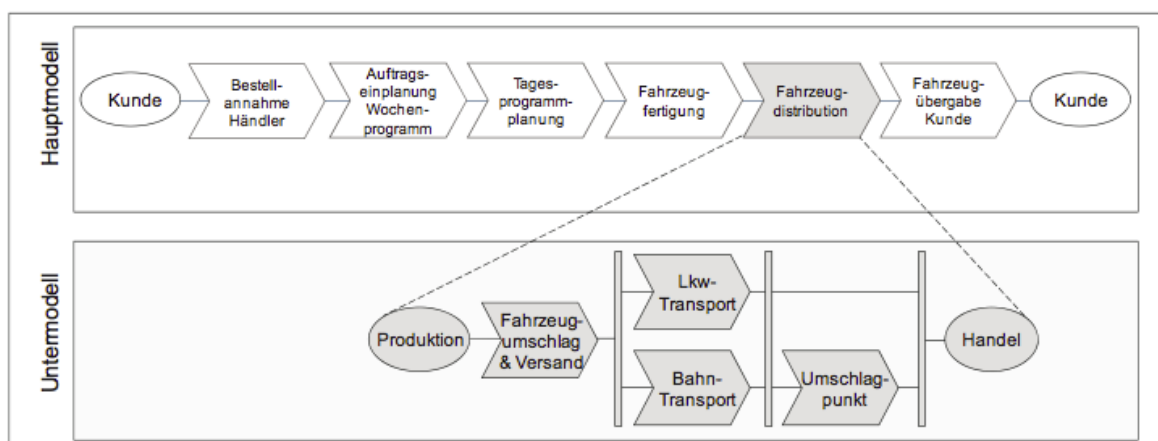 Hauptmodell
Kunde
Bestell-
annahme
Händler
Auftrags-
einplanung
Wochen-
programm
Tages-
programm-
planung
Fahrzeug-
fertigung
Fahrzeug-
distribution
Fahrzeug-
übergabe
Kunde
Kunde
Untermodell
Produktion
Fahrzeug-
umschlag
& Versand
Lkw-
Transport
Bahn-
Transport
Umschlag-
punkt
Handel